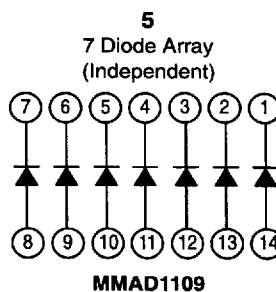 5
7 Diode Array
(Independent)
7 6 5 4 3 2 1
8 9 10 11 12 13 14
MMAD1109